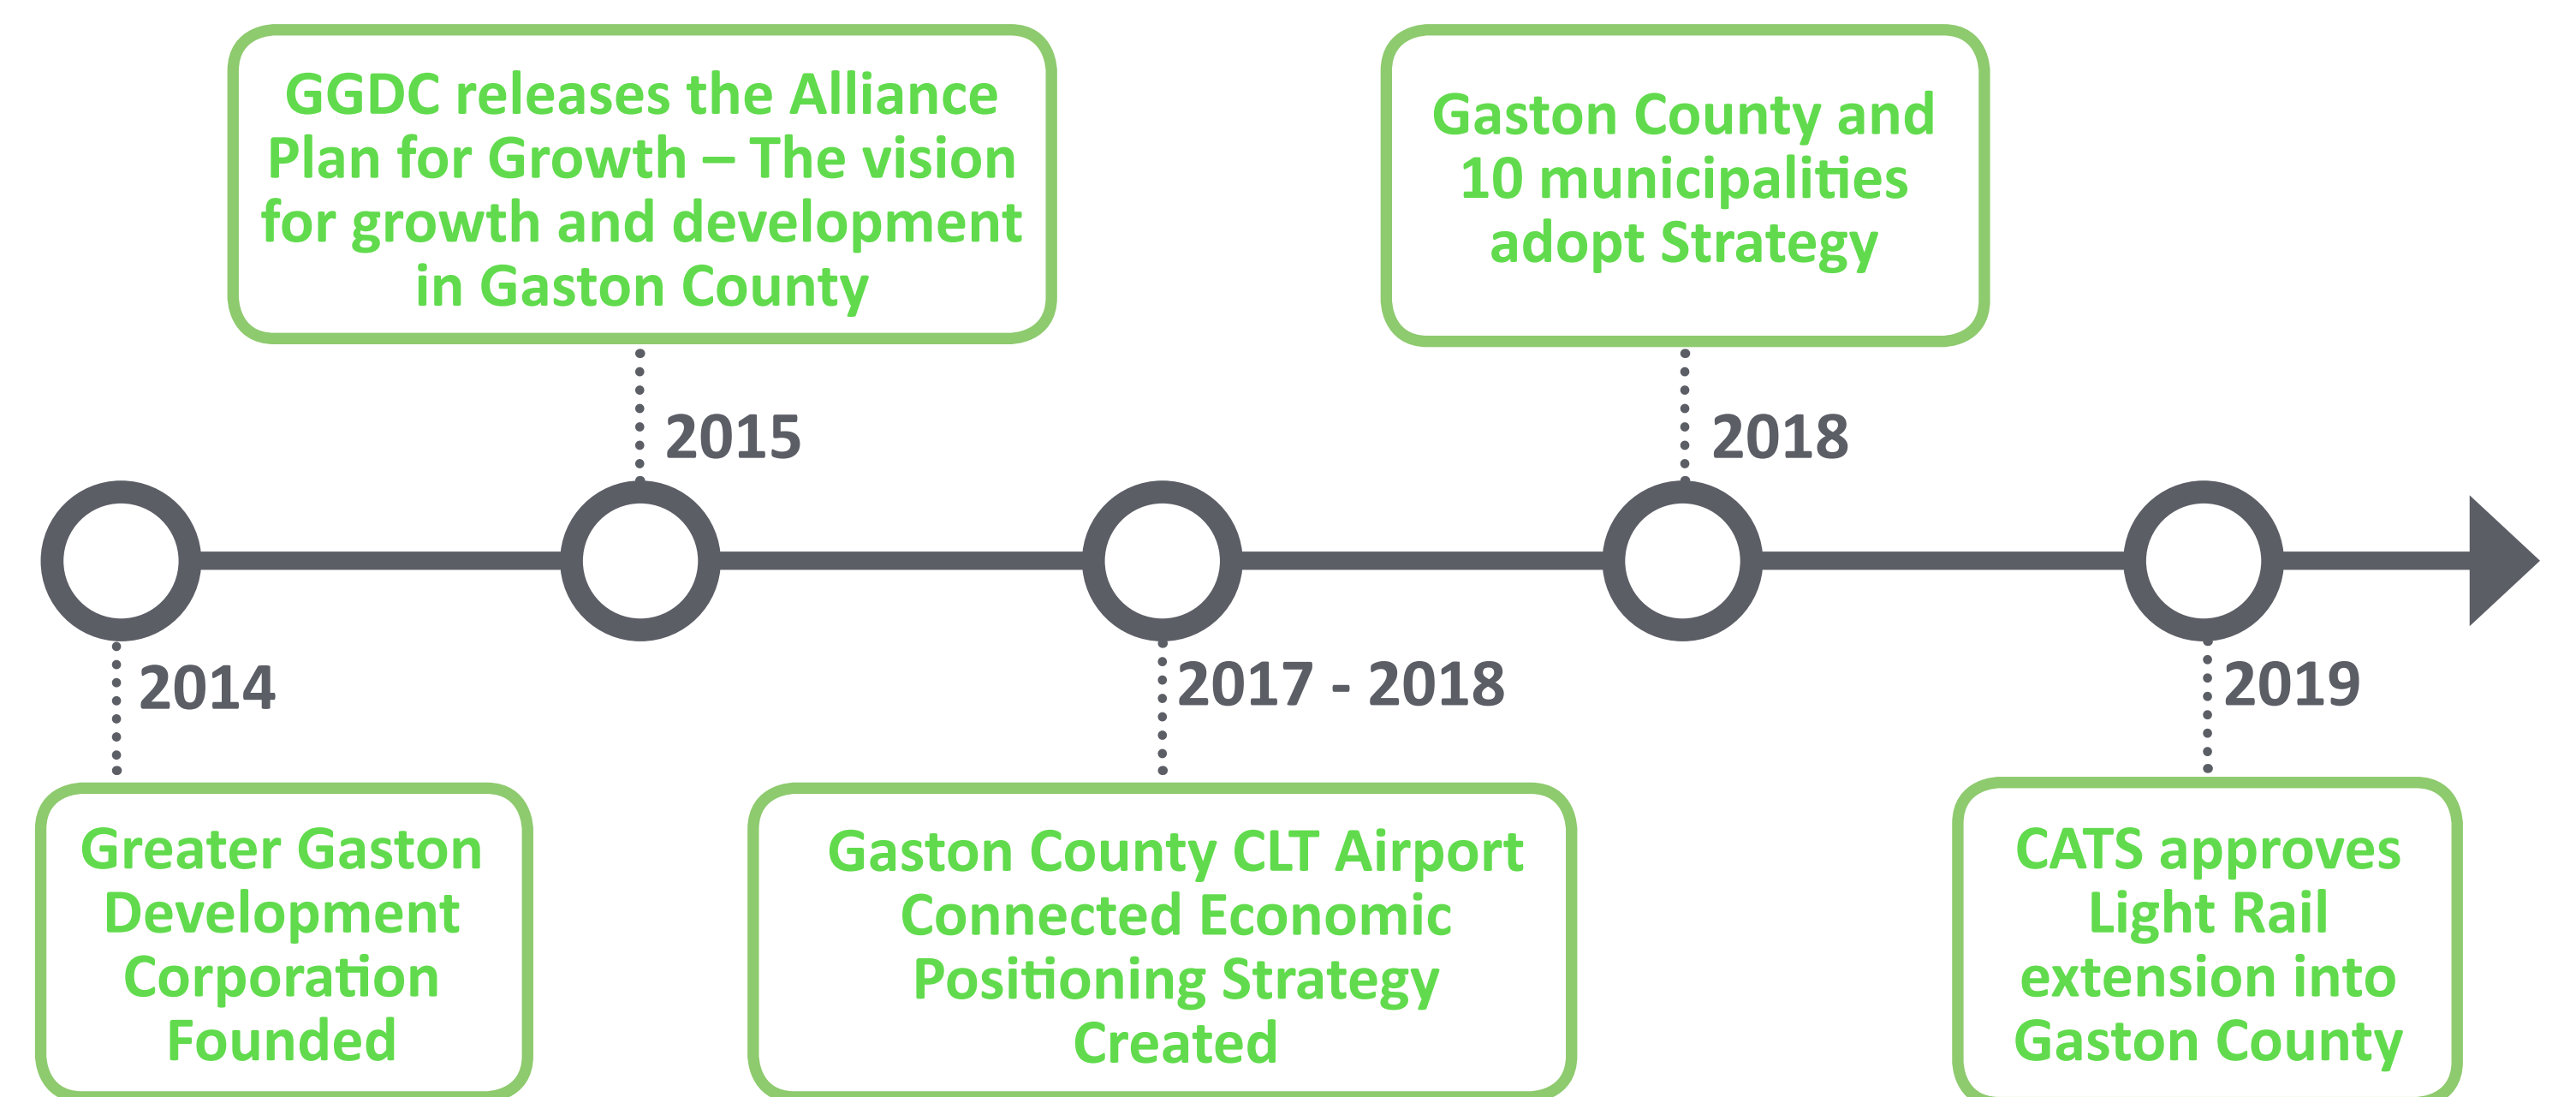 GGDC releases the Alliance
Plan for Growth – The vision
for growth and development
in Gaston County
Gaston County and
10 municipalities
adopt Strategy
2015
2018
2014
2017 - 2018
2019
Greater Gaston
Development
Corporation
Founded
Gaston County CLT Airport
Connected Economic
Positioning Strategy
Created
CATS approves
Light Rail
extension into
Gaston County